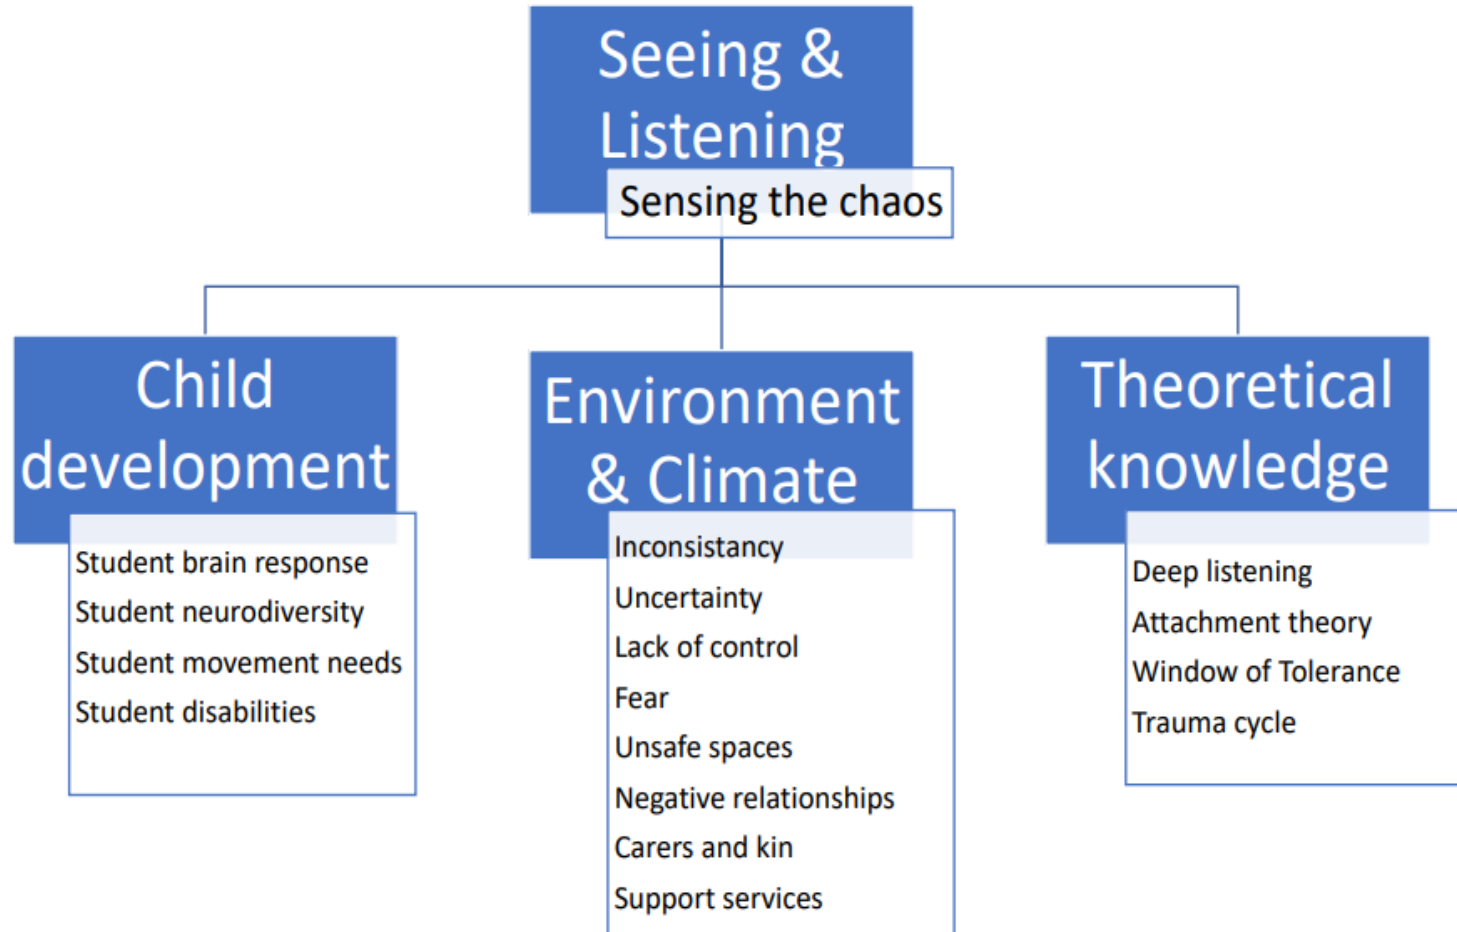 Seeing &
Listening
Sensing the chaos
Child
development
Student brain response
Student neurodiversity
Student movement needs
Student disabilities
Environment
& Climate
Inconsistancy
Uncertainty
Lack of control
Fear
Unsafe spaces
Negative relationships
Carers and kin
Support services
Theoretical
knowledge
Deep listening
Attachment theory
Window of Tolerance
Trauma cycle